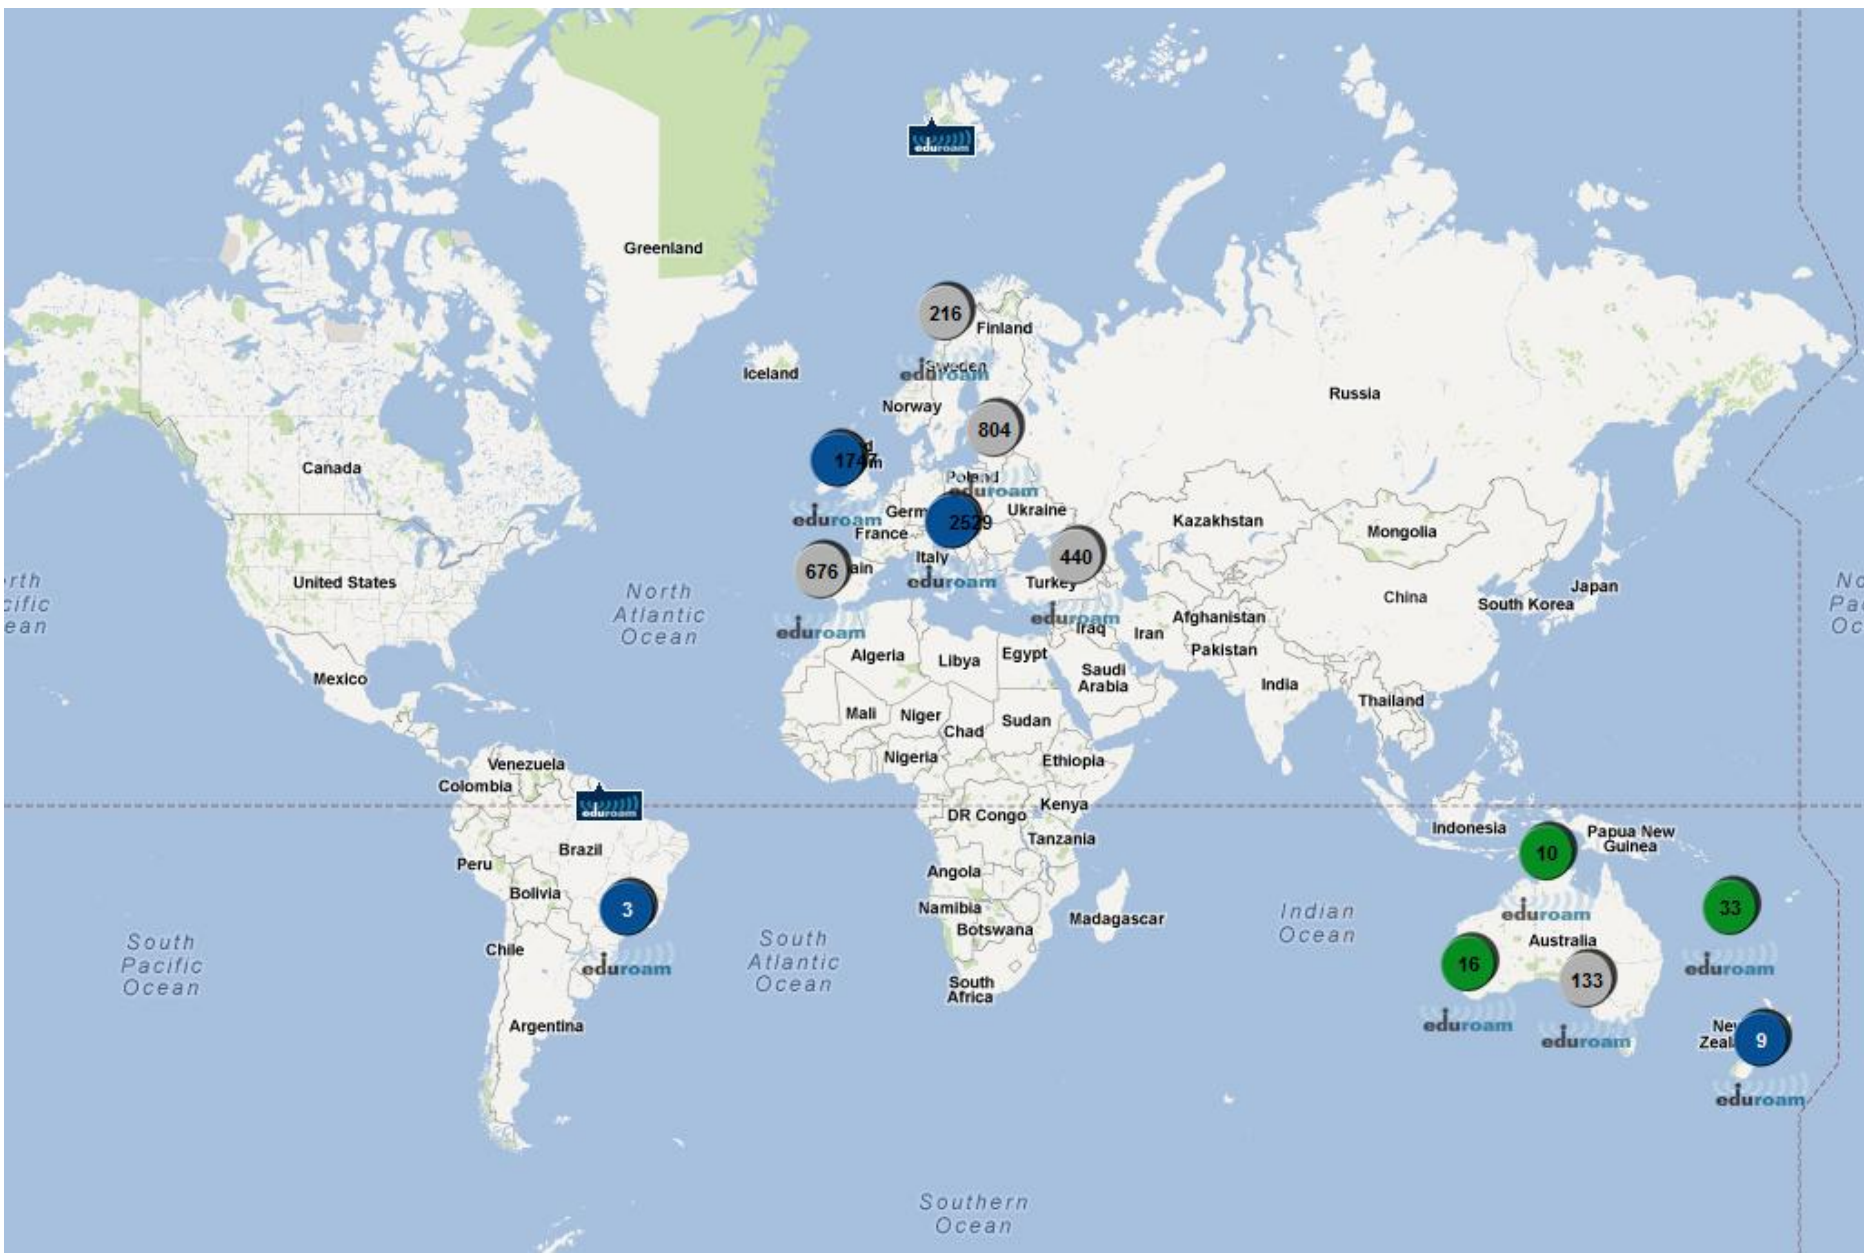 eduroam
Greenland
216
Finland
Sweden
eduroam
Iceland
Norway
Russia
804
1747
Canada
Poland
eduroam
eduroam
2529
Ukraine
Kazakhstan
Mongolia
France
440
Italy
676
eduroam
Turkey
United States
North
Atlantic
Ocean
Japan
China
South Korea
eduroam
Iraq
Iran
Afghanistan
Pakistan
eduroam
Algeria
Libya
Egypt
Saudi
Arabia
India
Mexico
Thailand
Mali
Niger
Chad
Sudan
Nigeria
Ethiopia
Venezuela
Colombia
eduroam
DR Congo
Kenya
Tanzania
Indonesia
Papua New
Guinea
Brazil
Peru
10
Angola
Bolivia
3
Namibia
Botswana
Madagascar
Indian
Ocean
eduroam
33
Australia
South
Pacific
Ocean
Chile
eduroam
South
Atlantic
Ocean
South
Africa
16
133
eduroam
eduroam
eduroam
Argentina
9
eduroam
Southern
Ocean